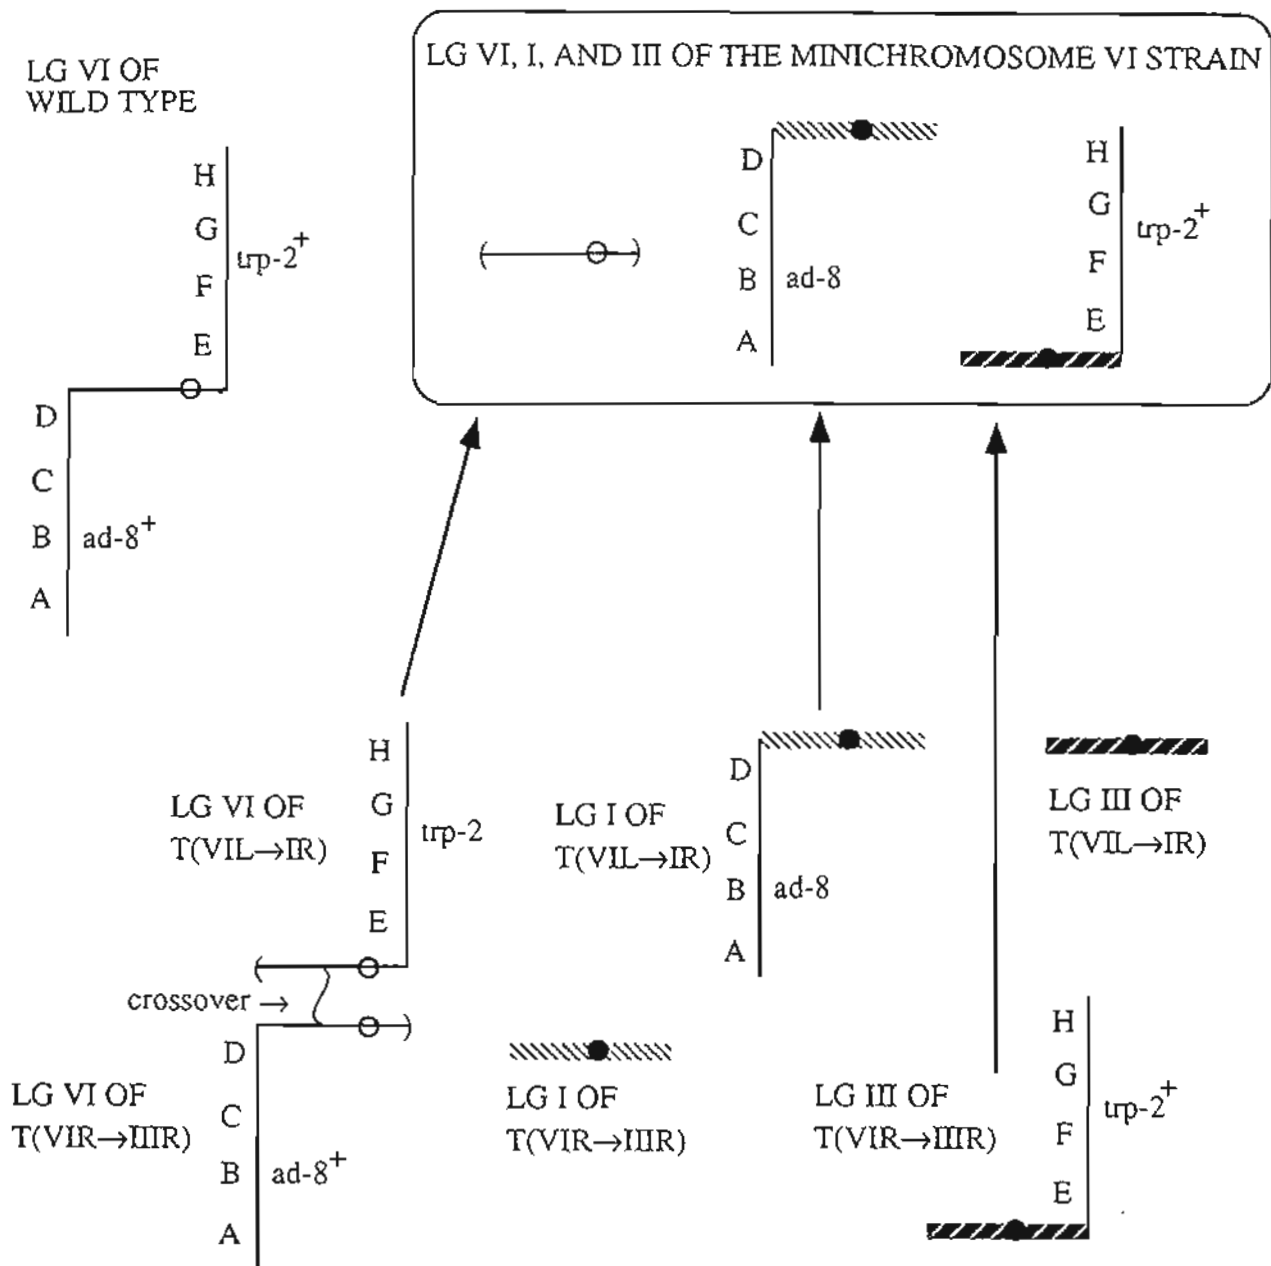 LG VI OF
WILD TYPE
H
G
trp-2+
F
E
D
C
B
ad-8+
A
LG VI, I, AND III OF THE MINICHROMOSOME VI STRAIN
D
C
B
ad-8
A
H
G
trp-2+
F
E
LG VI OF
T(VIL→IR)
H
G
trp-2
F
E
crossover →
LG VI OF
T(VIR→IIIR)
D
C
B
ad-8+
A
LG I OF
T(VIL→IR)
D
C
B
ad-8
A
LG III OF
T(VIL→IR)
LG I OF
T(VIR→IIIR)
LG III OF
T(VIR→IIIR)
H
G
trp-2+
F
E